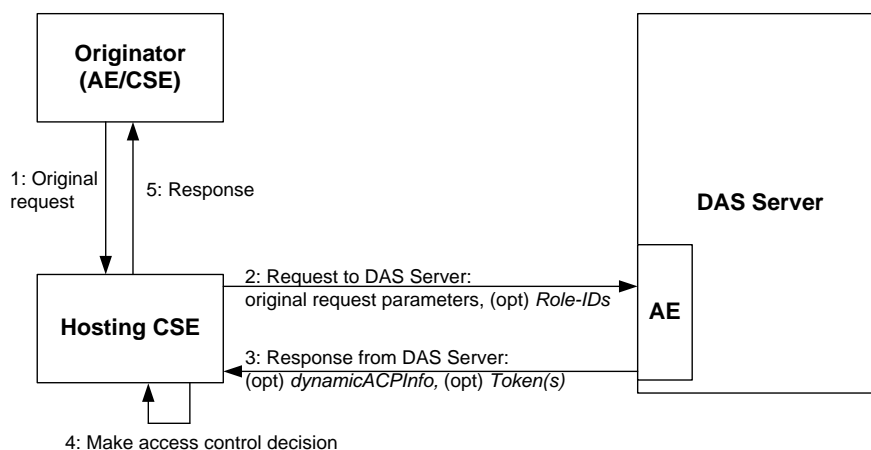 Originator
(AE/CSE)
1: Original
request
5: Response
DAS Server
2: Request to DAS Server:
original request parameters, (opt) Role-IDs
AE
Hosting CSE
3: Response from DAS Server:
(opt) dynamicACPInfo, (opt) Token(s)
4: Make access control decision